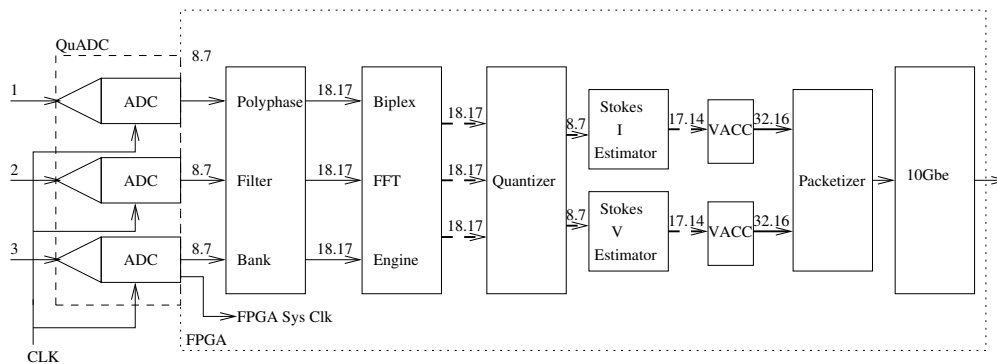 QuADC
8.7
1
ADC
2
8.7
ADC
3
8.7
ADC
CLK
FPGA Sys Clk
FPGA
Polyphase
Filter
Bank
18.17
18.17
18.17
Biplex
FFT
Engine
18.17
18.17
18.17
Quantizer
8.7
8.7
Stokes
I
Estimator
Stokes
V
Estimator
17.14
17.14
VACC
VACC
32.16
32.16
Packetizer
10Gbe